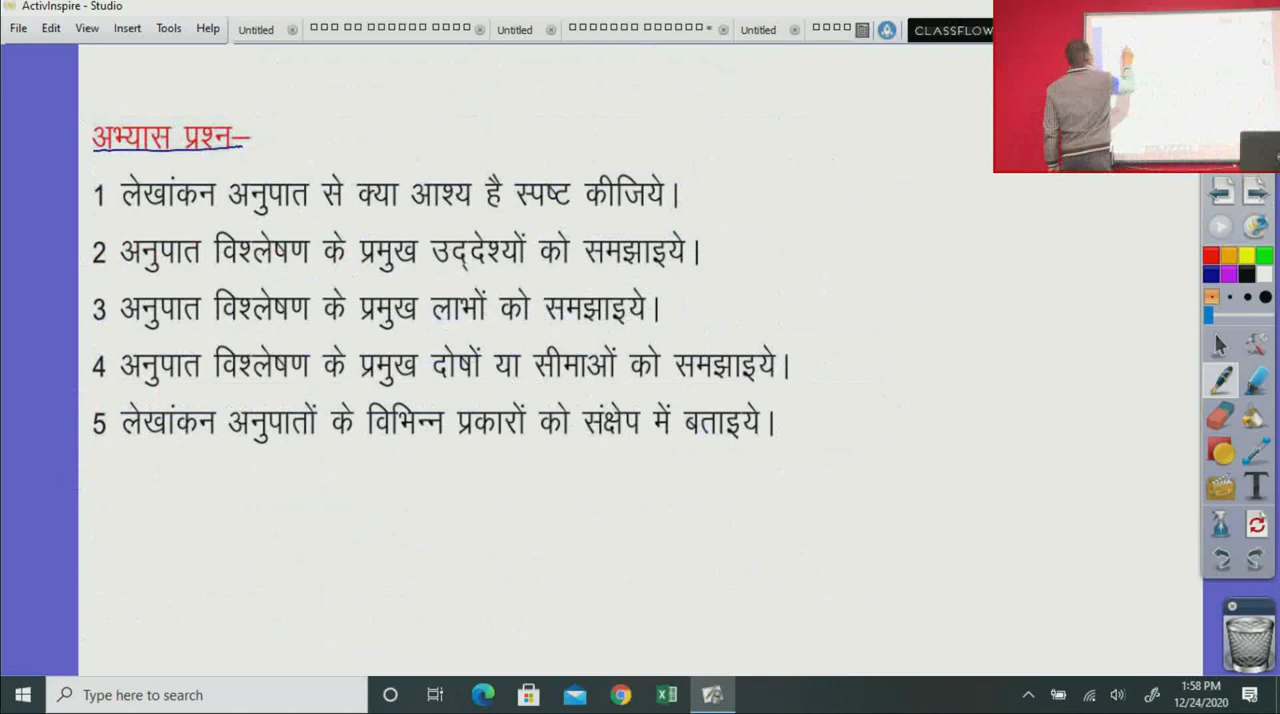 ActivInspire - Studio
File Edit View Insert Tools Help Untitled Untitled Untitled CLASSFLOW
अभ्यास प्रश्न–
1 लेखांकन अनुपात से क्या आश्य है स्पष्ट कीजिये।
2 अनुपात विश्लेषण के प्रमुख उद्देश्यों को समझाइये।
3 अनुपात विश्लेषण के प्रमुख लाभों को समझाइये।
4 अनुपात विश्लेषण के प्रमुख दोषों या सीमाओं को समझाइये।
5 लेखांकन अनुपातों के विभिन्न प्रकारों को संक्षेप में बताइये।
T
Type here to search
1:58 PM
12/24/2020